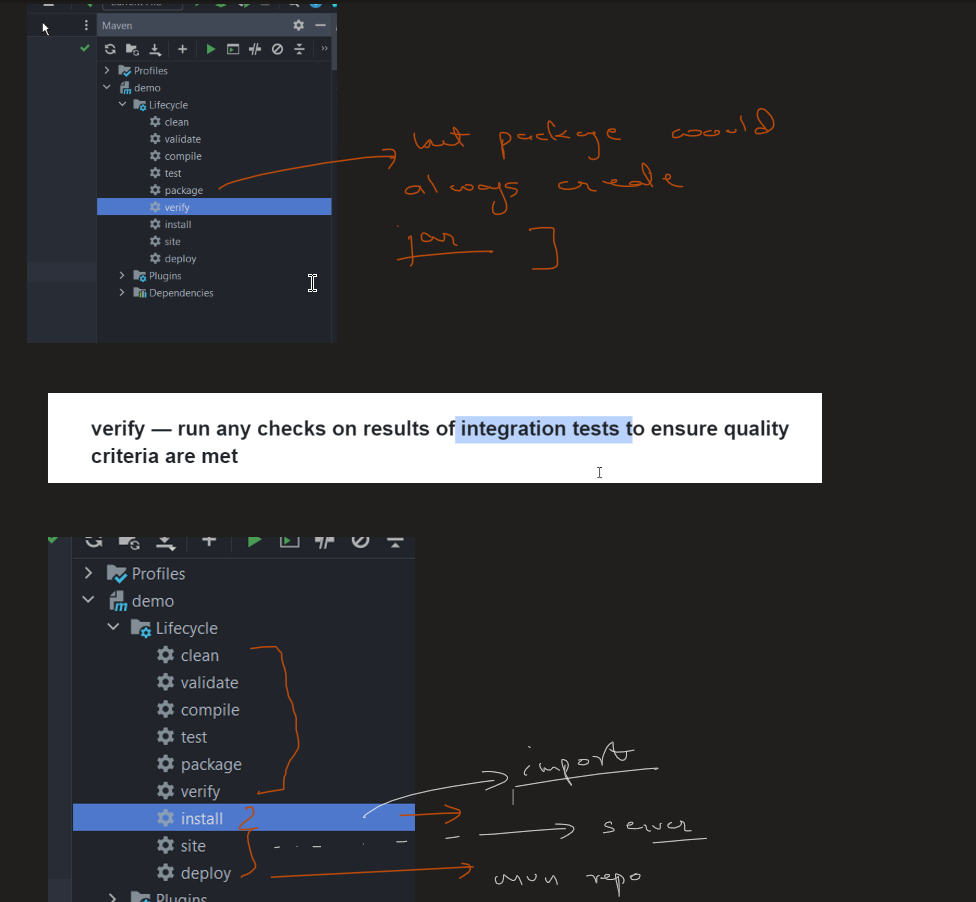 Maven
Profiles
demo
Lifecycle
clean
validate
compile
test
package
verify
install
site
deploy
Plugins
Dependencies
but package would
always create
jar ]
verify — run any checks on results of integration tests to ensure quality
criteria are met
Profiles
demo
Lifecycle
clean
validate
compile
test
package
verify
install
site
deploy
Plugins
import
server
mvn repo